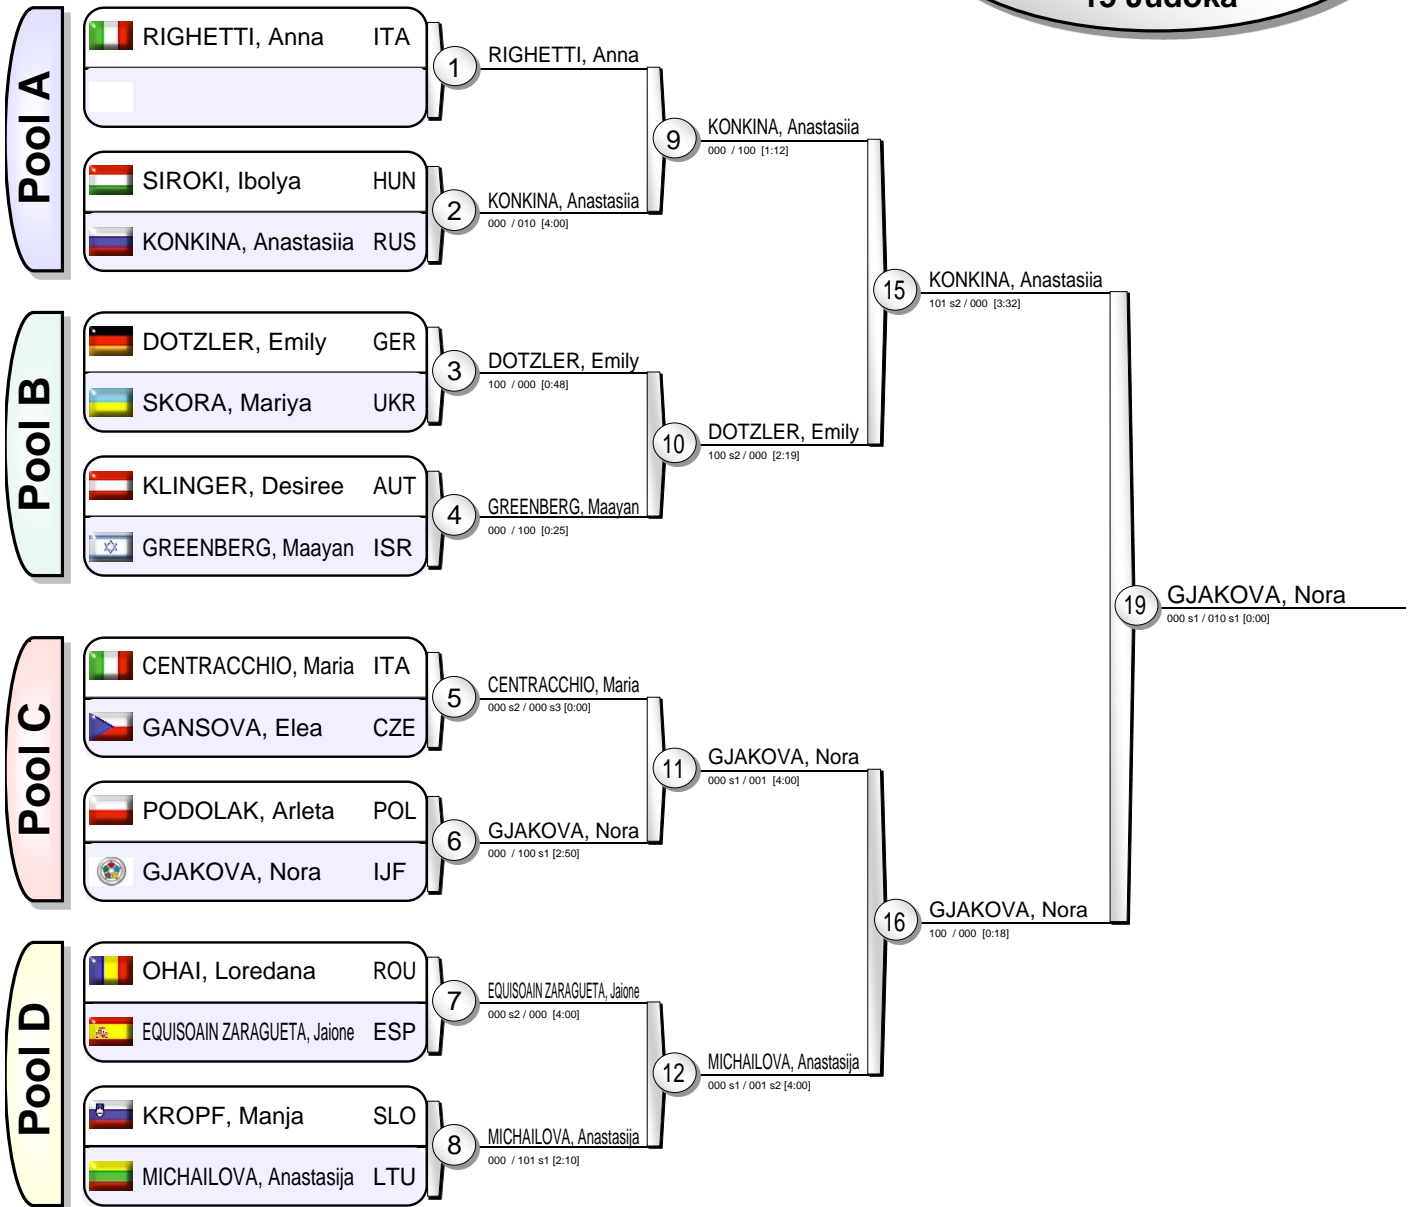 15 Judoka
Pool A
RIGHETTI, Anna ITA
SIROKI, Ibolya HUN
KONKINA, Anastasiia RUS
1
RIGHETTI, Anna
2
KONKINA, Anastasiia
000 / 010 [4:00]
9
KONKINA, Anastasiia
000 / 100 [1:12]
Pool B
DOTZLER, Emily GER
SKORA, Mariya UKR
KLINGER, Desiree AUT
GREENBERG, Maayan ISR
3
DOTZLER, Emily
100 / 000 [0:48]
4
GREENBERG, Maayan
000 / 100 [0:25]
10
DOTZLER, Emily
100 s2 / 000 [2:19]
15
KONKINA, Anastasiia
101 s2 / 000 [3:32]
Pool C
CENTRACCHIO, Maria ITA
GANSOVA, Elea CZE
PODOLAK, Arleta POL
GJAKOVA, Nora IJF
5
CENTRACCHIO, Maria
000 s2 / 000 s3 [0:00]
6
GJAKOVA, Nora
000 / 100 s1 [2:50]
11
GJAKOVA, Nora
000 s1 / 001 [4:00]
Pool D
OHAI, Loredana ROU
EQUISOAIN ZARAGUETA, Jaione ESP
KROPF, Manja SLO
MICHAILOVA, Anastasija LTU
7
EQUISOAIN ZARAGUETA, Jaione
000 s2 / 000 [4:00]
8
MICHAILOVA, Anastasija
000 / 101 s1 [2:10]
12
MICHAILOVA, Anastasija
000 s1 / 001 s2 [4:00]
16
GJAKOVA, Nora
100 / 000 [0:18]
19
GJAKOVA, Nora
000 s1 / 010 s1 [0:00]